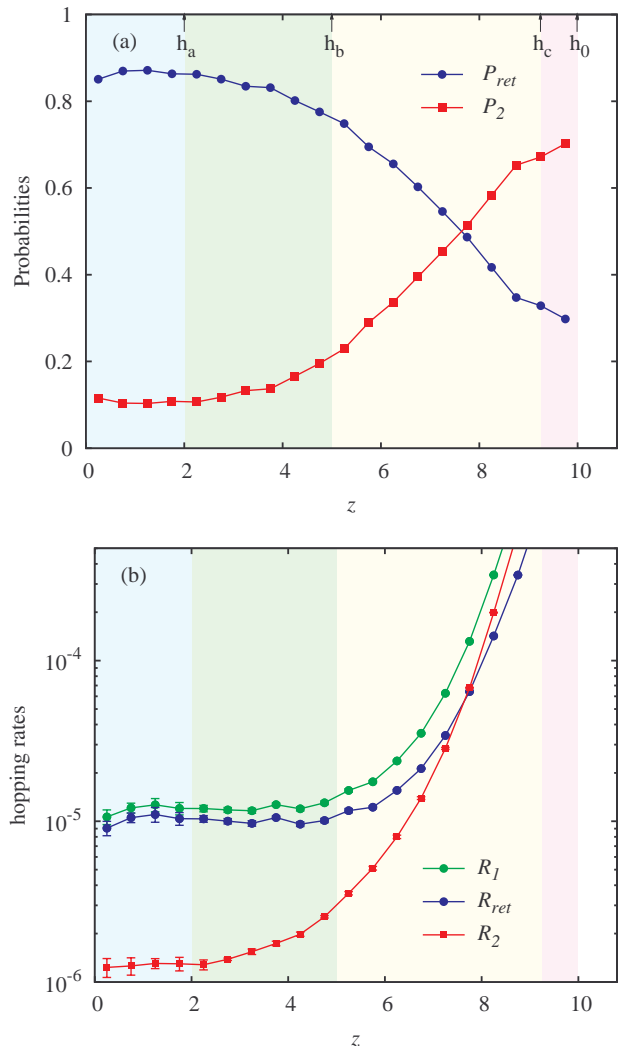 1
(a)
h_a
h_b
h_c
h_0
P_ret
P_2
0.8
0.6
0.4
0.2
0
Probabilities
0 2 4 6 8 10
z
(b)
10^-4
10^-5
10^-6
hopping rates
R_1
R_ret
R_2
0 2 4 6 8 10
z